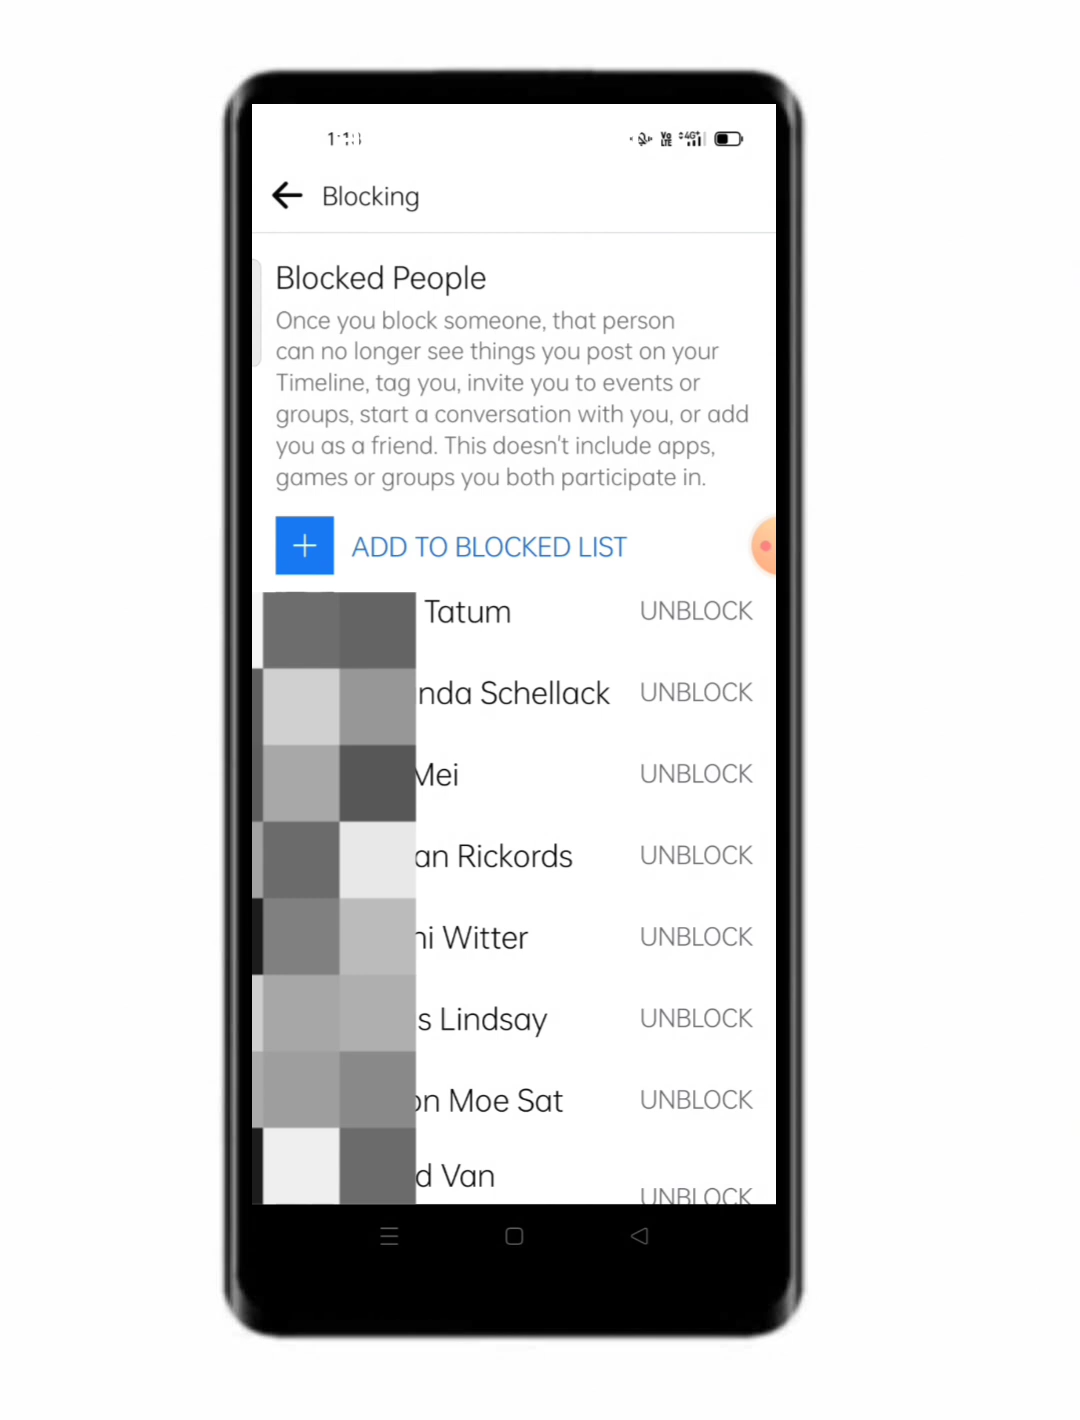 Blocking
Blocked People
Once you block someone, that person
can no longer see things you post on your
Timeline, tag you, invite you to events or
groups, start a conversation with you, or add
you as a friend. This doesn't include apps,
games or groups you both participate in.
+ ADD TO BLOCKED LIST
Tatum UNBLOCK
Schellack UNBLOCK
Mei UNBLOCK
Rickords UNBLOCK
Witter UNBLOCK
Lindsay UNBLOCK
Moe Sat UNBLOCK
Van
UNBLOCK